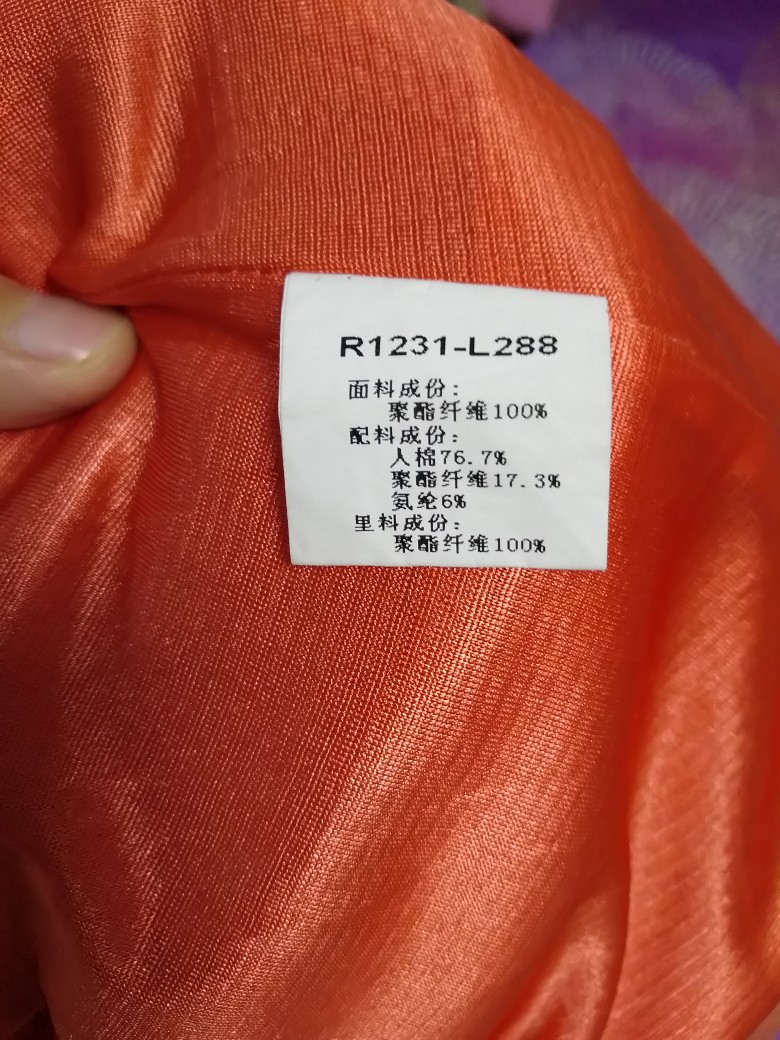 R1231-L288
面料成份：
聚酯纤维100%
配料成份：
人棉76.7%
聚酯纤维17.3%
氨纶6%
里料成份：
聚酯纤维100%